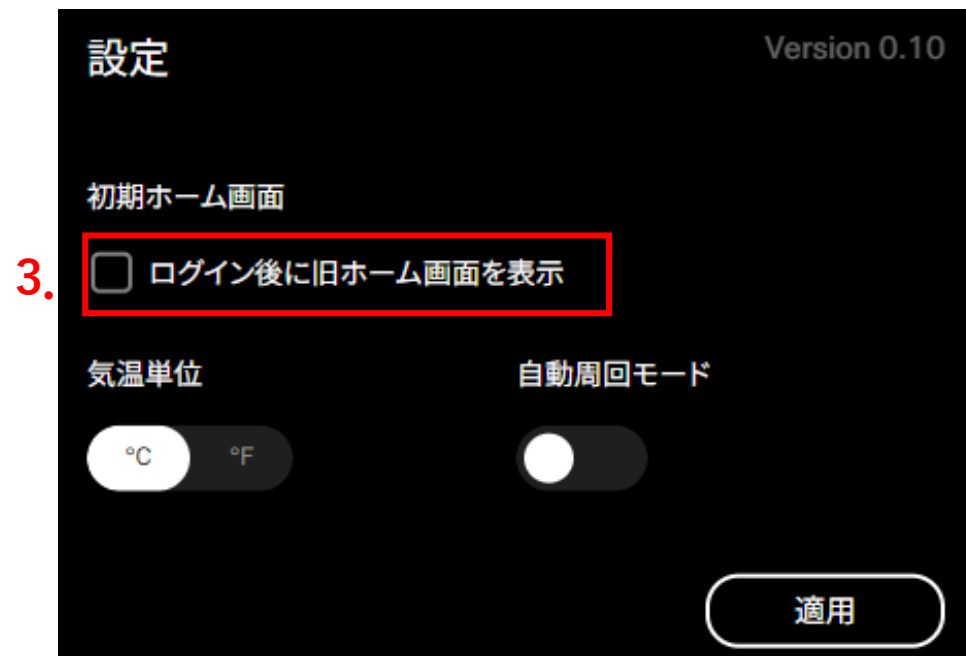 設定
Version 0.10
初期ホーム画面
3.
ログイン後に旧ホーム画面を表示
気温単位
自動周回モード
°C
°F
適用